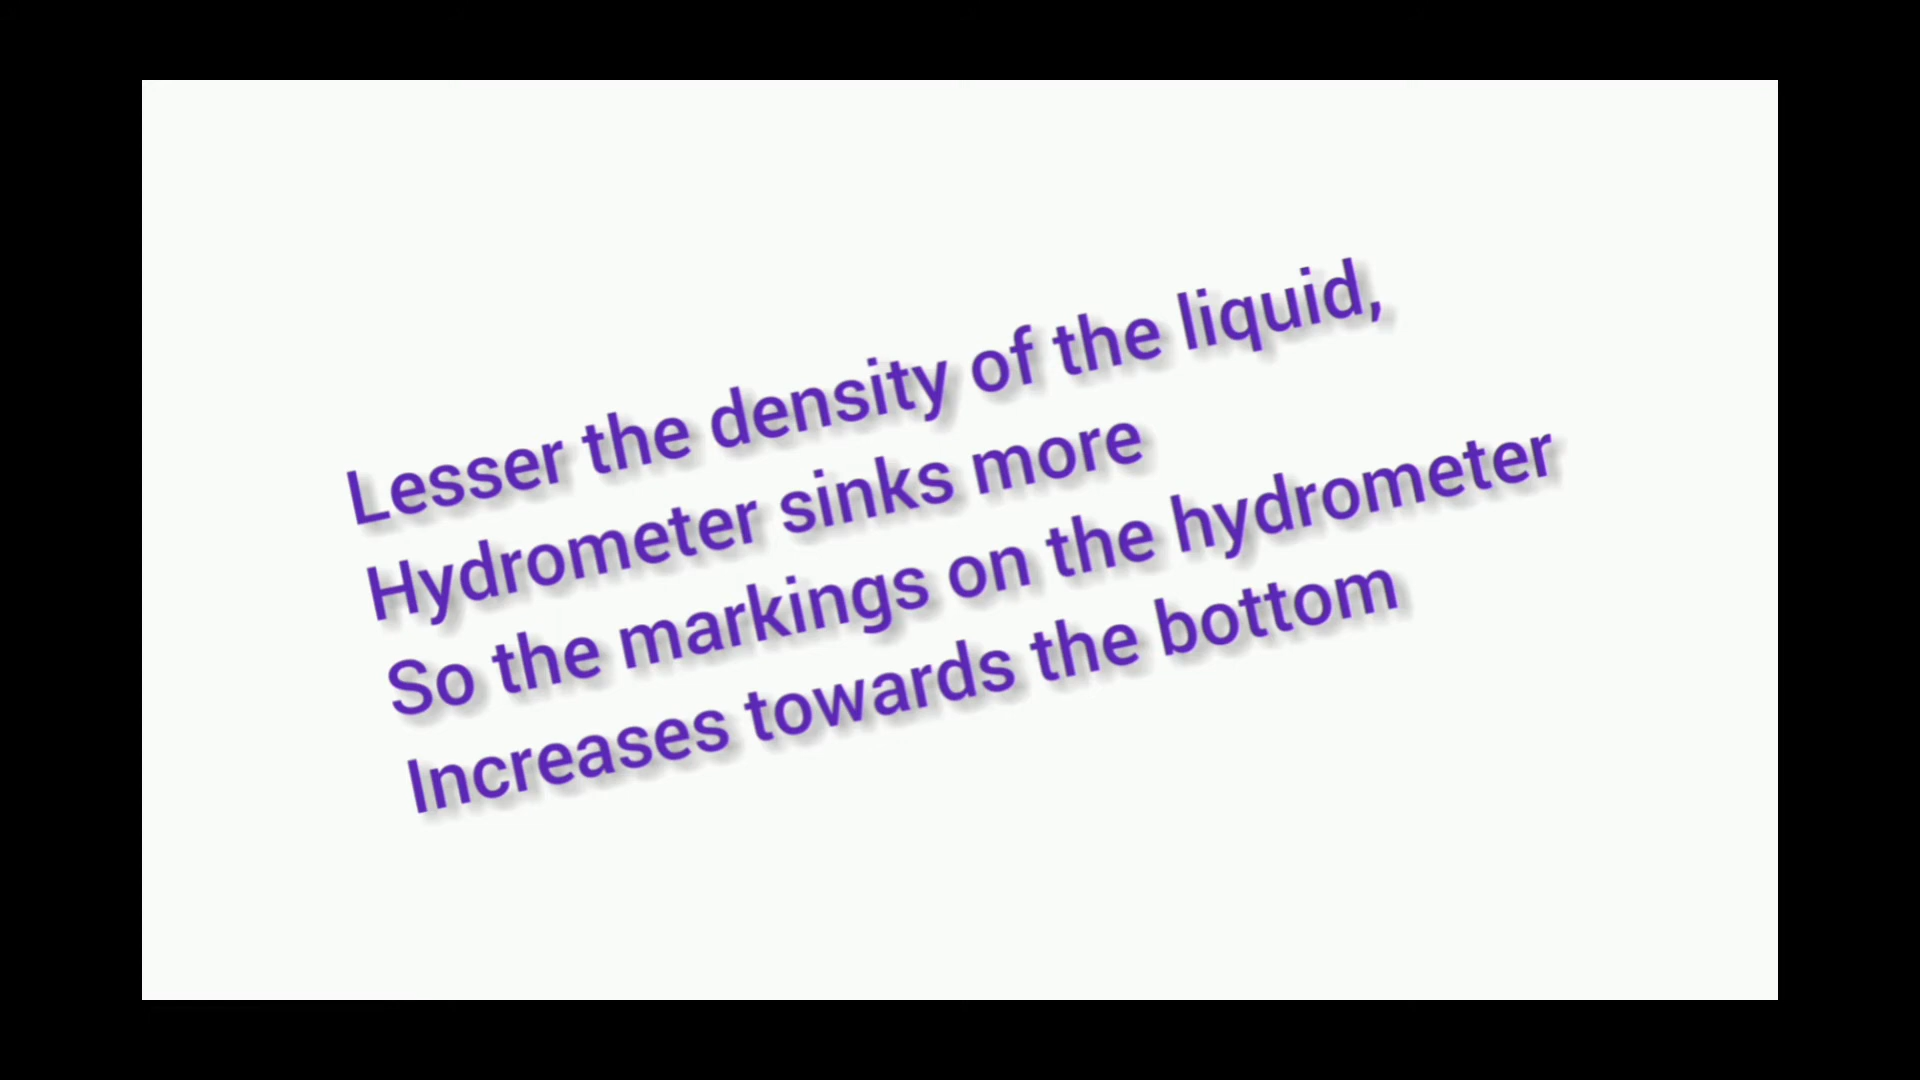 Lesser the density of the liquid,
Hydrometer sinks more
So the markings on the hydrometer
Increases towards the bottom